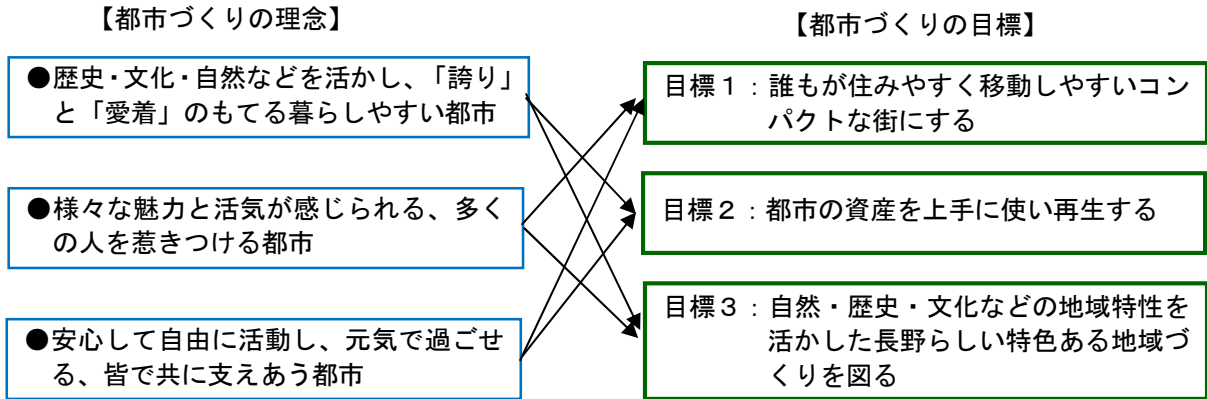 【都市づくりの理念】
●歴史・文化・自然などを活かし、「誇り」
と「愛着」のもてる暮らしやすい都市
●様々な魅力と活気が感じられる、多く
の人を惹きつける都市
●安心して自由に活動し、元気で過ごせ
る、皆で共に支えあう都市
【都市づくりの目標】
目標１：誰もが住みやすく移動しやすいコン
パクトな街にする
目標２：都市の資産を上手に使い再生する
目標３：自然・歴史・文化などの地域特性を
活かした長野らしい特色ある地域づ
くりを図る